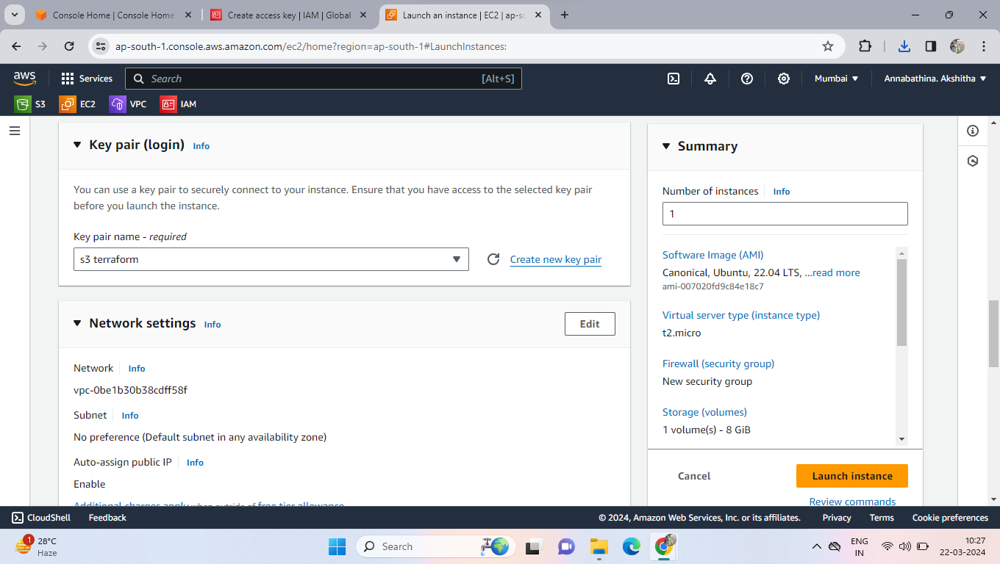 Console Home | Console Home
Create access key | IAM | Global
Launch an instance | EC2 | ap-sc
ap-south-1.console.aws.amazon.com/ec2/home?region=ap-south-1#LaunchInstances:
aws
Services
Search
[Alt+S]
Mumbai
Annabathina. Akshitha
S3
EC2
VPC
IAM
Key pair (login) Info
You can use a key pair to securely connect to your instance. Ensure that you have access to the selected key pair
before you launch the instance.
Key pair name - required
s3 terraform
Create new key pair
Network settings Info
Edit
Network Info
vpc-0be1b30b38cdff58f
Subnet Info
No preference (Default subnet in any availability zone)
Auto-assign public IP Info
Enable
Additional charges apply when outside of free tier allowance
Summary
Number of instances Info
1
Software Image (AMI)
Canonical, Ubuntu, 22.04 LTS, ...read more
ami-007020fd9c84e18c7
Virtual server type (instance type)
t2.micro
Firewall (security group)
New security group
Storage (volumes)
1 volume(s) - 8 GiB
Cancel
Launch instance
Review commands
CloudShell
Feedback
© 2024, Amazon Web Services, Inc. or its affiliates.
Privacy
Terms
Cookie preferences
1
28°C
Haze
Search
ENG
IN
10:27
22-03-2024